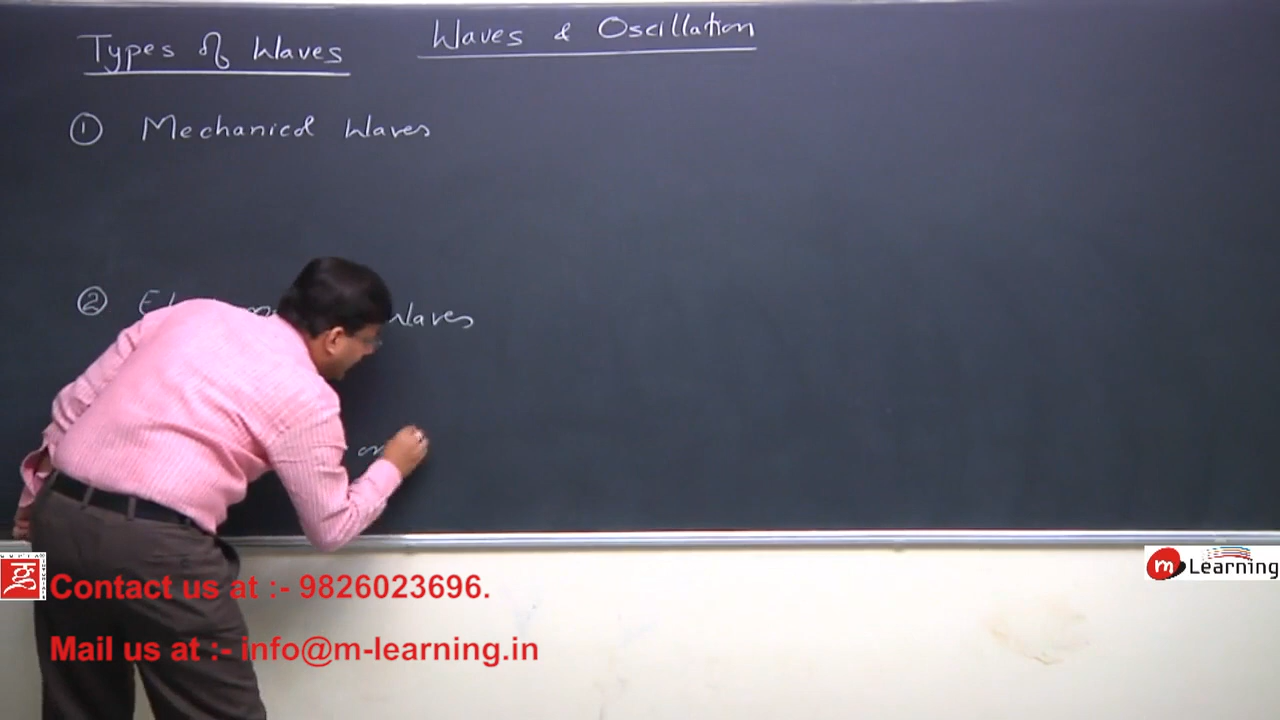 Waves & Oscillation
Types of Waves
① Mechanical Waves
② Waves
Contact us at :- 9826023696.
Mail us at :- info@m-learning.in
m Learning